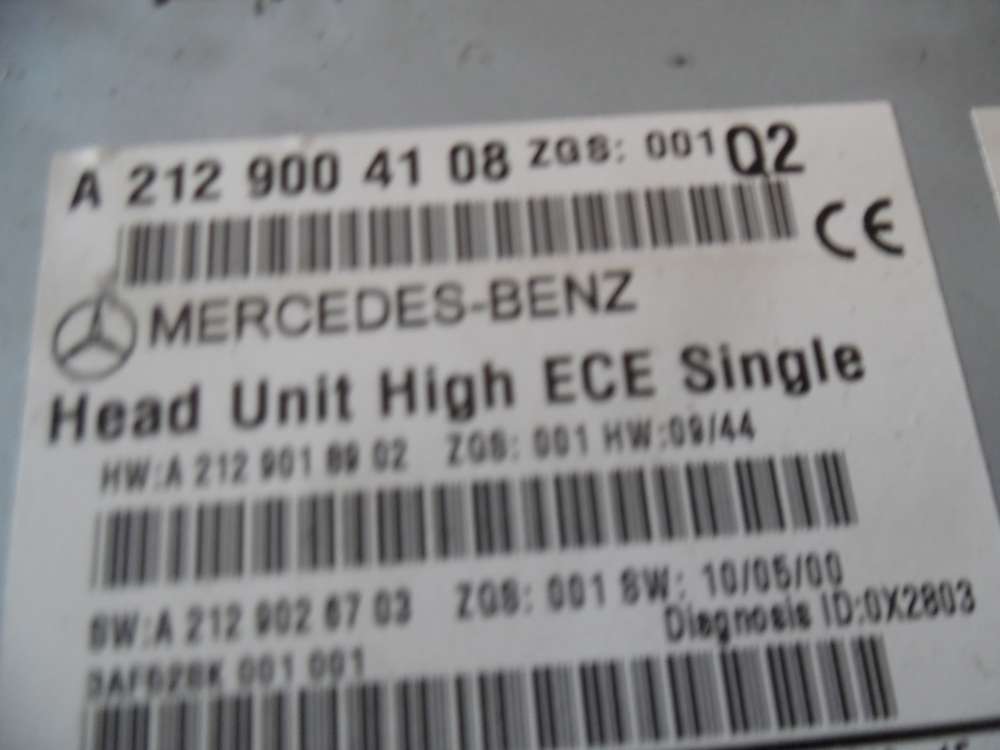 A 212 900 41 08 ZGS: 001 Q2
CE
MERCEDES-BENZ
Head Unit High ECE Single
HW:A 212 901 89 02 ZGS: 001 HW:09/44
SW:A 212 902 67 03 ZGS: 001 SW: 10/05/00
Diagnosis ID:0X2803
001 001